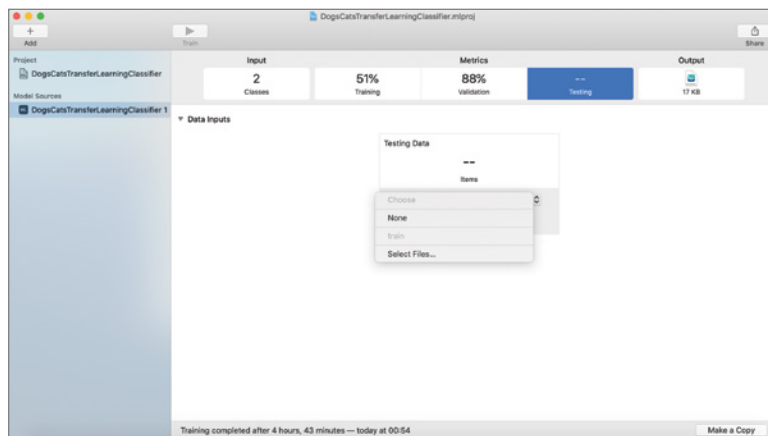 DogsCatsTransferLearningClassifier.mlproj
+
Add
Train
Share
Project
DogsCatsTransferLearningClassifier
Model Sources
DogsCatsTransferLearningClassifier 1
Input
Metrics
Output
2
51%
88%
--
Classes
Training
Validation
Testing
17 KB
Data Inputs
Testing Data
--
Items
Choose
None
train
Select Files...
Training completed after 4 hours, 43 minutes — today at 00:54
Make a Copy